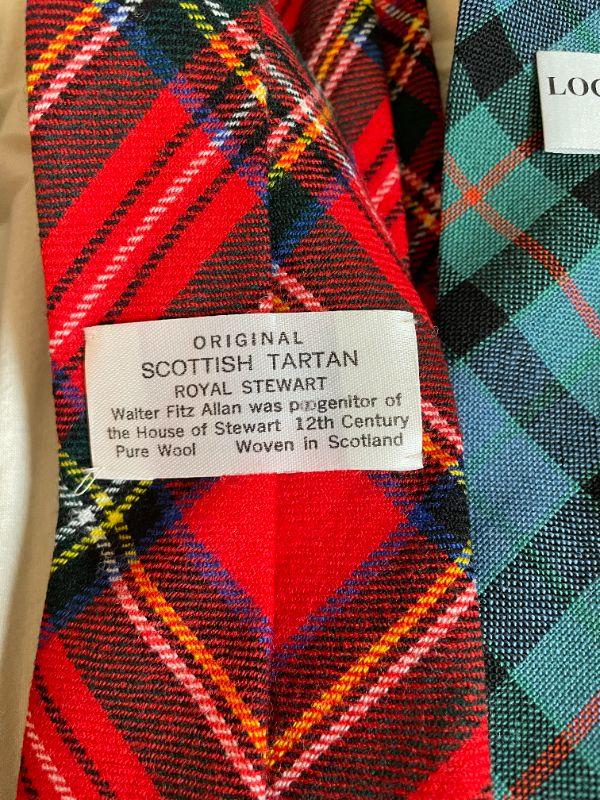 ORIGINAL
SCOTTISH TARTAN
ROYAL STEWART
Walter Fitz Allan was progenitor of
the House of Stewart 12th Century
Pure Wool Woven in Scotland
LOC